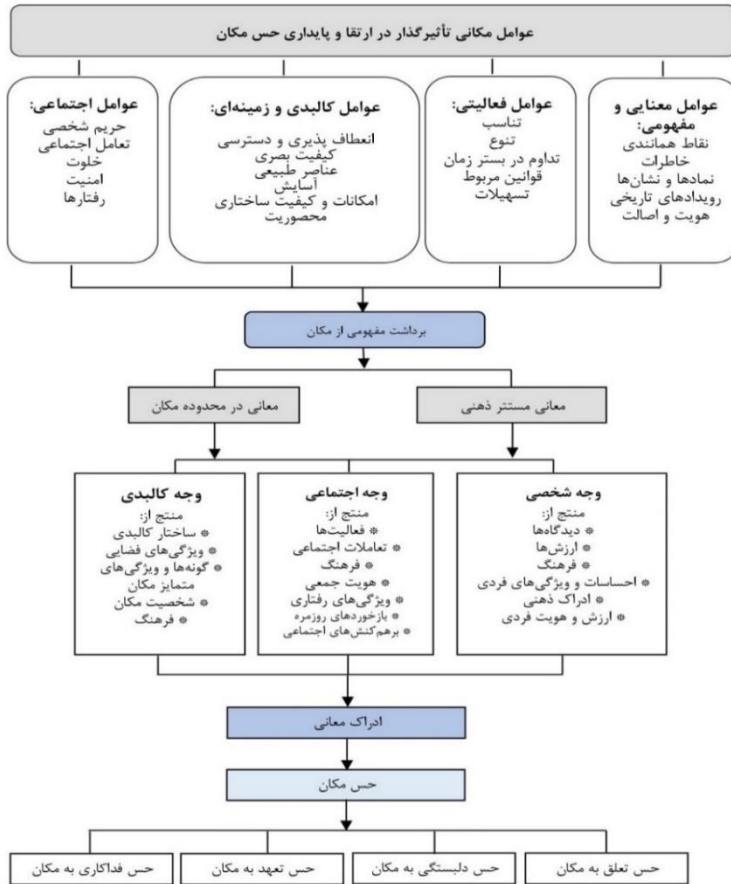 عوامل مکانی تأثیرگذار در ارتقا و پایداری حس مکان
عوامل معنایی و
مفهومی:
نقاط همانندی
خاطرات
نمادها و نشان‌ها
رویدادهای تاریخی
هویت و اصالت
عوامل فعالیتی:
تناسب
تنوع
تداوم در بستر زمان
قوانین مربوط
تسهیلات
عوامل کالبدی و زمینه‌ای:
انعطاف پذیری و دسترسی
کیفیت بصری
عناصر طبیعی
آسایش
امکانات و کیفیت ساختاری
محصوریت
عوامل اجتماعی:
حریم شخصی
تعامل اجتماعی
خلوت
امنیت
رفتارها
برداشت مفهومی از مکان
معانی مستتر ذهنی
معانی در محدوده مکان
وجه شخصی
منتج از:
* دیدگاه‌ها
* ارزش‌ها
* فرهنگ
* احساسات و ویژگی‌های فردی
* ادراک ذهنی
* ارزش و هویت فردی
وجه اجتماعی
منتج از:
* فعالیت‌ها
* تعاملات اجتماعی
* فرهنگ
* هویت جمعی
* ویژگی‌های رفتاری
* بازخوردهای روزمره
* برهم‌کنش‌های اجتماعی
وجه کالبدی
منتج از:
* ساختار کالبدی
* ویژگی‌های فضایی
* گونه‌ها و ویژگی‌های
متمایز مکان
* شخصیت مکان
* فرهنگ
ادراک معانی
حس مکان
حس تعلق به مکان
حس دلبستگی به مکان
حس تعهد به مکان
حس فداکاری به مکان